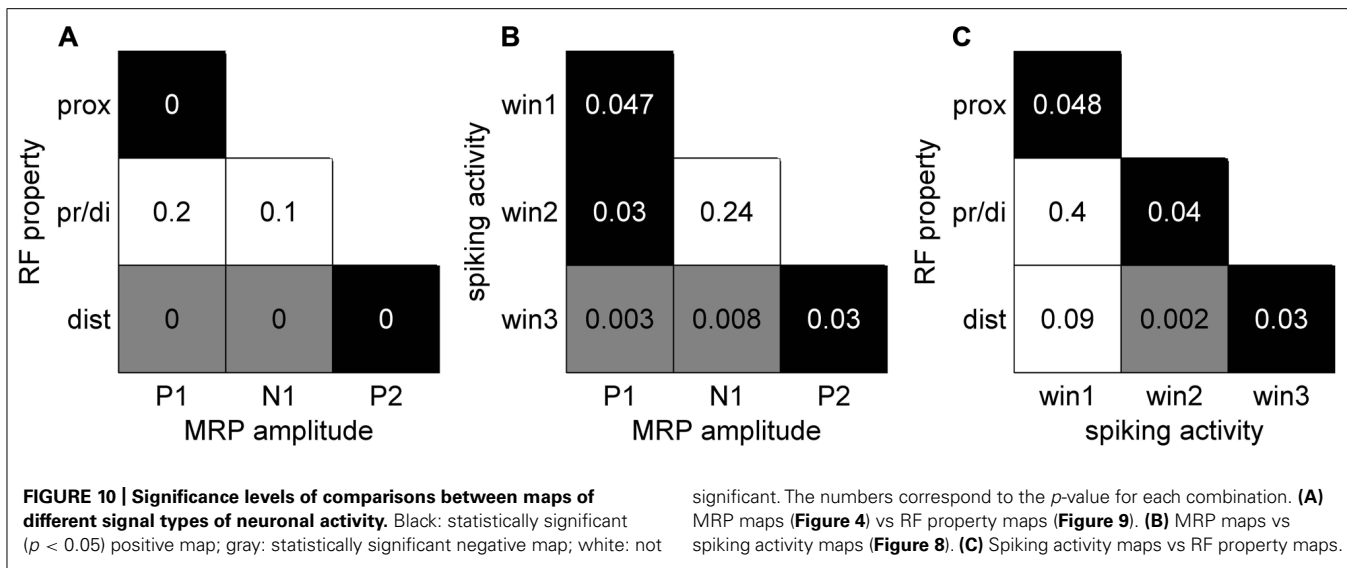 A
RF property
prox
0
pr/di
0.2 0.1
dist
0 0 0
P1 N1 P2
MRP amplitude
B
spiking activity
win1
0.047
win2
0.03 0.24
win3
0.003 0.008 0.03
P1 N1 P2
MRP amplitude
C
RF property
prox
0.048
pr/di
0.4 0.04
dist
0.09 0.002 0.03
win1 win2 win3
spiking activity
FIGURE 10 | Significance levels of comparisons between maps of
different signal types of neuronal activity. Black: statistically significant
(p < 0.05) positive map; gray: statistically significant negative map; white: not
significant. The numbers correspond to the p-value for each combination. (A)
MRP maps (Figure 4) vs RF property maps (Figure 9). (B) MRP maps vs
spiking activity maps (Figure 8). (C) Spiking activity maps vs RF property maps.